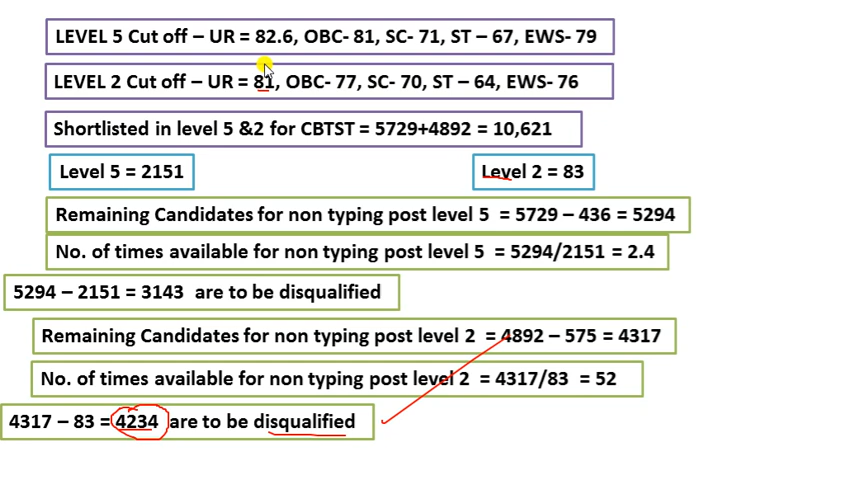 LEVEL 5 Cut off – UR = 82.6, OBC- 81, SC- 71, ST – 67, EWS- 79
LEVEL 2 Cut off – UR = 81, OBC- 77, SC- 70, ST – 64, EWS- 76
Shortlisted in level 5 &2 for CBTST = 5729+4892 = 10,621
Level 5 = 2151
Level 2 = 83
Remaining Candidates for non typing post level 5 = 5729 – 436 = 5294
No. of times available for non typing post level 5 = 5294/2151 = 2.4
5294 – 2151 = 3143 are to be disqualified
Remaining Candidates for non typing post level 2 = 4892 – 575 = 4317
No. of times available for non typing post level 2 = 4317/83 = 52
4317 – 83 = 4234 are to be disqualified